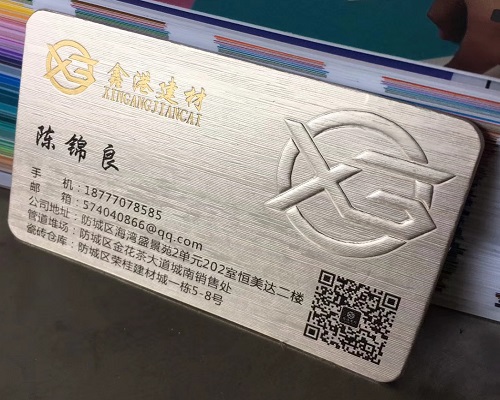 XG
鑫港建材
XINGANGJIANCAI
陈锦良
XG
手 机：18777078585
邮 箱：574040866@qq.com
公司地址：防城区海湾盛景苑2单元202室恒美达二楼
管道堆场：防城区金花茶大道城南销售处
瓷砖仓库：防城区荣桂建材城一栋5-8号